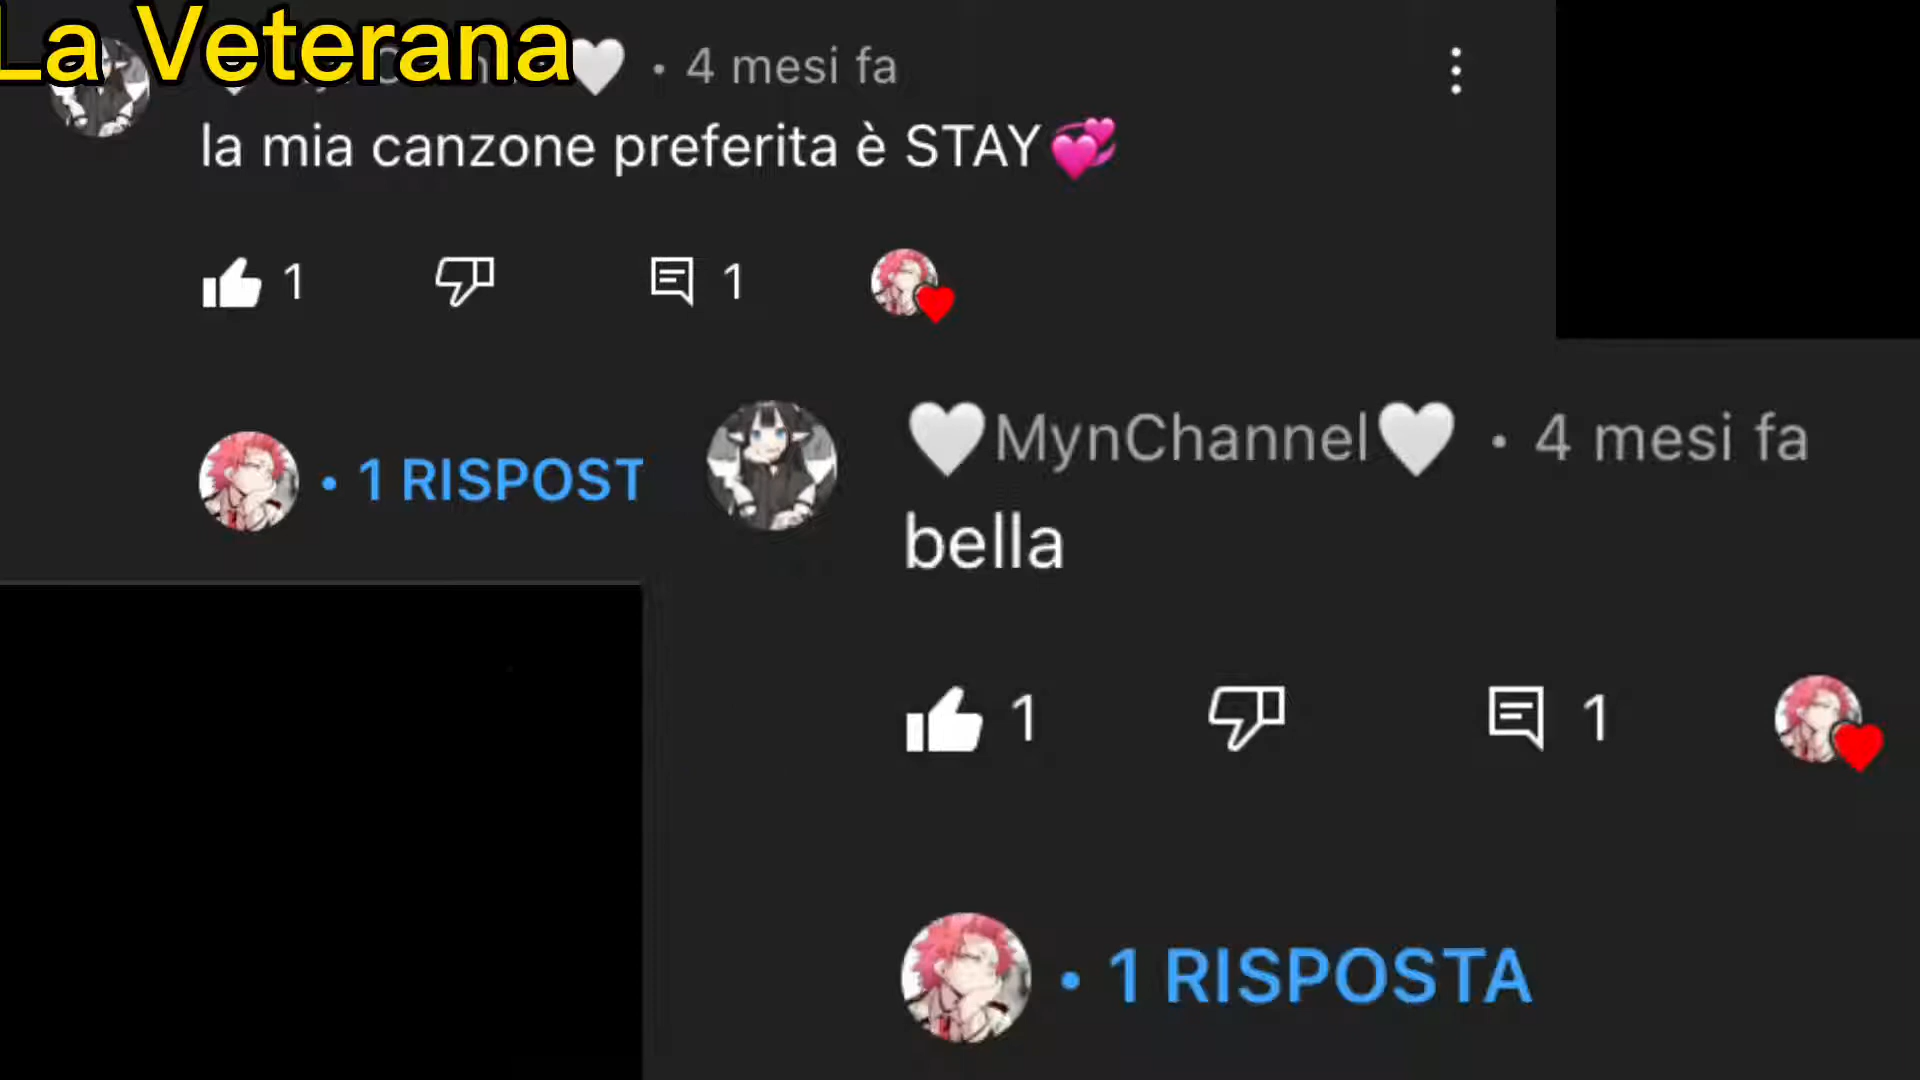 La Veterana
• 4 mesi fa
la mia canzone preferita è STAY💞
1 1
• 1 RISPOST
🤍MynChannel🤍 • 4 mesi fa
bella
1 1
• 1 RISPOSTA